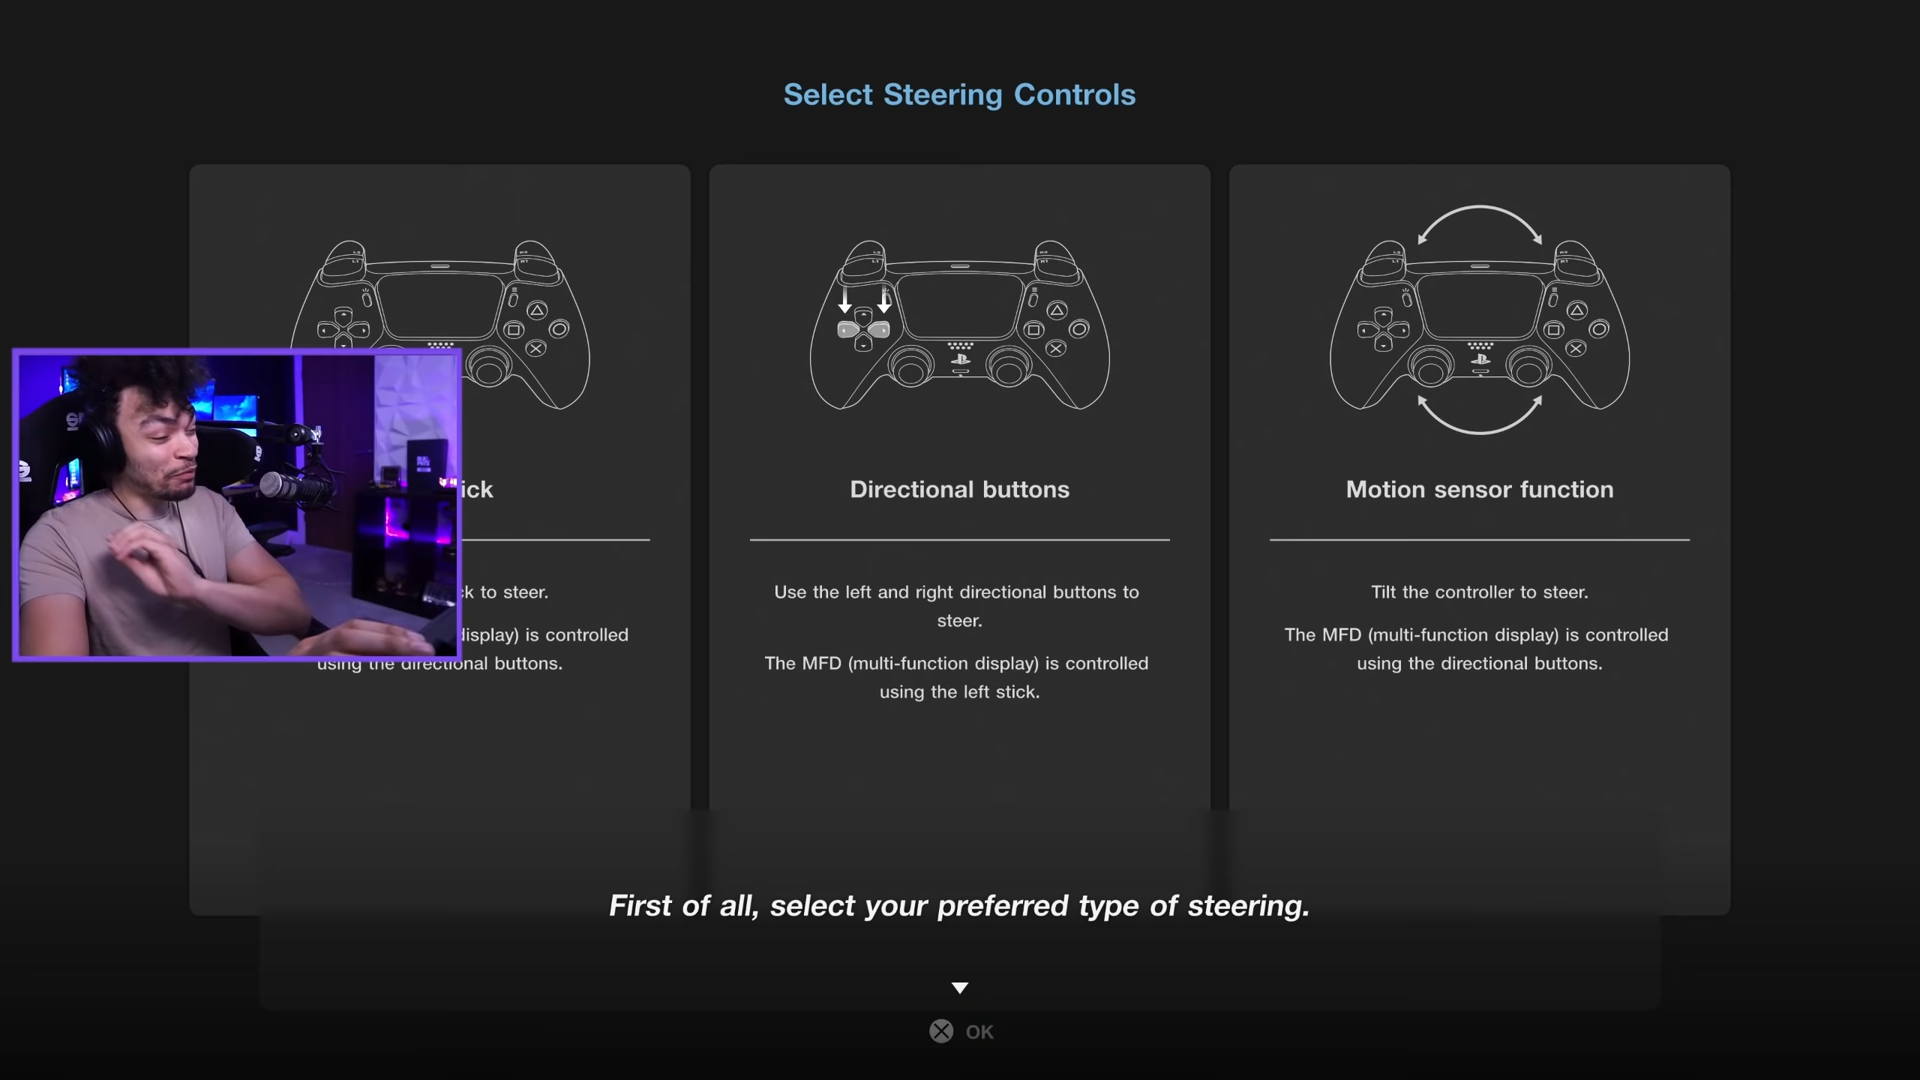 Select Steering Controls
ick
to steer.
is controlled
using the directional buttons.
Directional buttons
Use the left and right directional buttons to
steer.
The MFD (multi-function display) is controlled
using the left stick.
Motion sensor function
Tilt the controller to steer.
The MFD (multi-function display) is controlled
using the directional buttons.
First of all, select your preferred type of steering.
OK